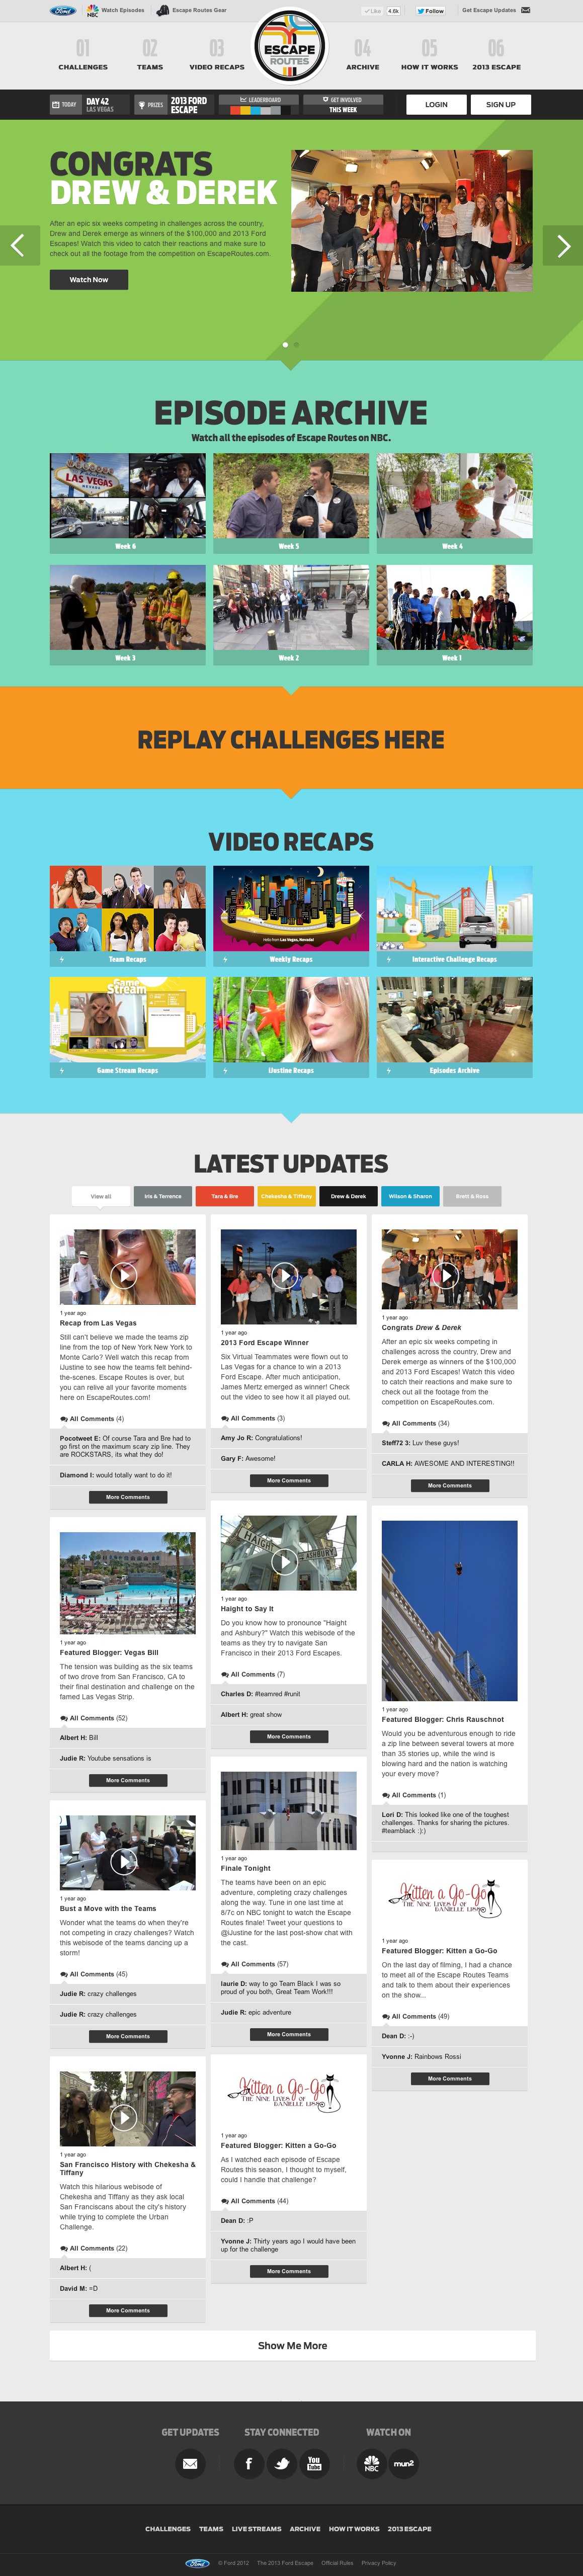 Ford
NBC
Watch Episodes
Escape Routes Gear
Like
4.6k
Follow
Get Escape Updates
01
02
03
04
05
06
CHALLENGES
TEAMS
VIDEO RECAPS
ESCAPE
ROUTES
ARCHIVE
HOW IT WORKS
2013 ESCAPE
TODAY
DAY 42
LAS VEGAS
PRIZES
2013 FORD
ESCAPE
LEADERBOARD
GET INVOLVED
THIS WEEK
LOGIN
SIGN UP
CONGRATS
DREW & DEREK
After an epic six weeks competing in challenges across the country,
Drew and Derek emerge as winners of the $100,000 and 2013 Ford
Escapes! Watch this video to catch their reactions and make sure to
check out all the footage from the competition on EscapeRoutes.com.
Watch Now
EPISODE ARCHIVE
Watch all the episodes of Escape Routes on NBC.
LAS VEGAS
Week 6
Week 5
Week 4
Week 3
Week 2
Week 1
REPLAY CHALLENGES HERE
VIDEO RECAPS
Hello from Las Vegas, Nevada!
Team Recaps
Weekly Recaps
Interactive Challenge Recaps
Game
Stream
Game Stream Recaps
iJustine Recaps
Episodes Archive
LATEST UPDATES
View all
Iris & Terrence
Tara & Bre
Chekesha & Tiffany
Drew & Derek
Wilson & Sharon
Brett & Ross
1 year ago
Recap from Las Vegas
Still can't believe we made the teams zip
line from the top of New York New York to
Monte Carlo? Well watch this recap from
iJustine to see how the teams felt behind-
the-scenes. Escape Routes is over, but
you can relive all your favorite moments
here on EscapeRoutes.com!
All Comments (4)
Pocotweet E: Of course Tara and Bre had to
go first on the maximum scary zip line. They
are ROCKSTARS, its what they do!
Diamond I: would totally want to do it!
More Comments
1 year ago
Featured Blogger: Vegas Bill
The tension was building as the six teams
of two drove from San Francisco, CA to
their final destination and challenge on the
famed Las Vegas Strip.
All Comments (52)
Albert H: Bill
Judie R: Youtube sensations is
More Comments
1 year ago
Bust a Move with the Teams
Wonder what the teams do when they're
not competing in crazy challenges? Watch
this webisode of the teams dancing up a
storm!
All Comments (45)
Judie R: crazy challenges
Judie R: crazy challenges
More Comments
1 year ago
San Francisco History with Chekesha &
Tiffany
Watch this hilarious webisode of
Chekesha and Tiffany as they ask local
San Franciscans about the city's history
while trying to complete the Urban
Challenge.
All Comments (22)
Albert H: (
David M: =D
More Comments
1 year ago
2013 Ford Escape Winner
Six Virtual Teammates were flown out to
Las Vegas for a chance to win a 2013
Ford Escape. After much anticipation,
James Mertz emerged as winner! Check
out the video to see how it all played out.
All Comments (3)
Amy Jo R: Congratulations!
Gary F: Awesome!
More Comments
HAIGHT
ASHBURY
1 year ago
Haight to Say It
Do you know how to pronounce "Haight
and Ashbury?" Watch this webisode of the
teams as they try to navigate San
Francisco in their 2013 Ford Escapes.
All Comments (7)
Charles D: #teamred #runit
Albert H: great show
More Comments
1 year ago
Finale Tonight
The teams have been on an epic
adventure, completing crazy challenges
along the way. Tune in one last time at
8/7c on NBC tonight to watch the Escape
Routes finale! Tweet your questions to
@iJustine for the last post-show chat with
the cast.
All Comments (57)
laurie D: way to go Team Black I was so
proud of you both, Great Team Work!!!
Judie R: epic adventure
More Comments
Kitten a Go-Go
THE NINE LIVES OF
DANIELLE LISS
1 year ago
Featured Blogger: Kitten a Go-Go
As I watched each episode of Escape
Routes this season, I thought to myself,
could I handle that challenge?
All Comments (44)
Dean D: :P
Yvonne J: Thirty years ago I would have been
up for the challenge
More Comments
1 year ago
Congrats Drew & Derek
After an epic six weeks competing in
challenges across the country, Drew and
Derek emerge as winners of the $100,000
and 2013 Ford Escapes! Watch this video
to catch their reactions and make sure to
check out all the footage from the
competition on EscapeRoutes.com.
All Comments (34)
Steff72 3: Luv these guys!
CARLA H: AWESOME AND INTERESTING!!
More Comments
1 year ago
Featured Blogger: Chris Rauschnot
Would you be adventurous enough to ride
a zip line between several towers at more
than 35 stories up, while the wind is
blowing hard and the nation is watching
your every move?
All Comments (1)
Lori D: This looked like one of the toughest
challenges. Thanks for sharing the pictures.
#teamblack :):)
Kitten a Go-Go
THE NINE LIVES OF
DANIELLE LISS
1 year ago
Featured Blogger: Kitten a Go-Go
On the last day of filming, I had a chance
to meet all of the Escape Routes Teams
and talk to them about their experiences
on the show...
All Comments (49)
Dean D: :-)
Yvonne J: Rainbows Rossi
More Comments
Show Me More
GET UPDATES
STAY CONNECTED
WATCH ON
f
You
Tube
NBC
mun2
CHALLENGES
TEAMS
LIVE STREAMS
ARCHIVE
HOW IT WORKS
2013 ESCAPE
Ford
© Ford 2012
The 2013 Ford Escape
Official Rules
Privacy Policy